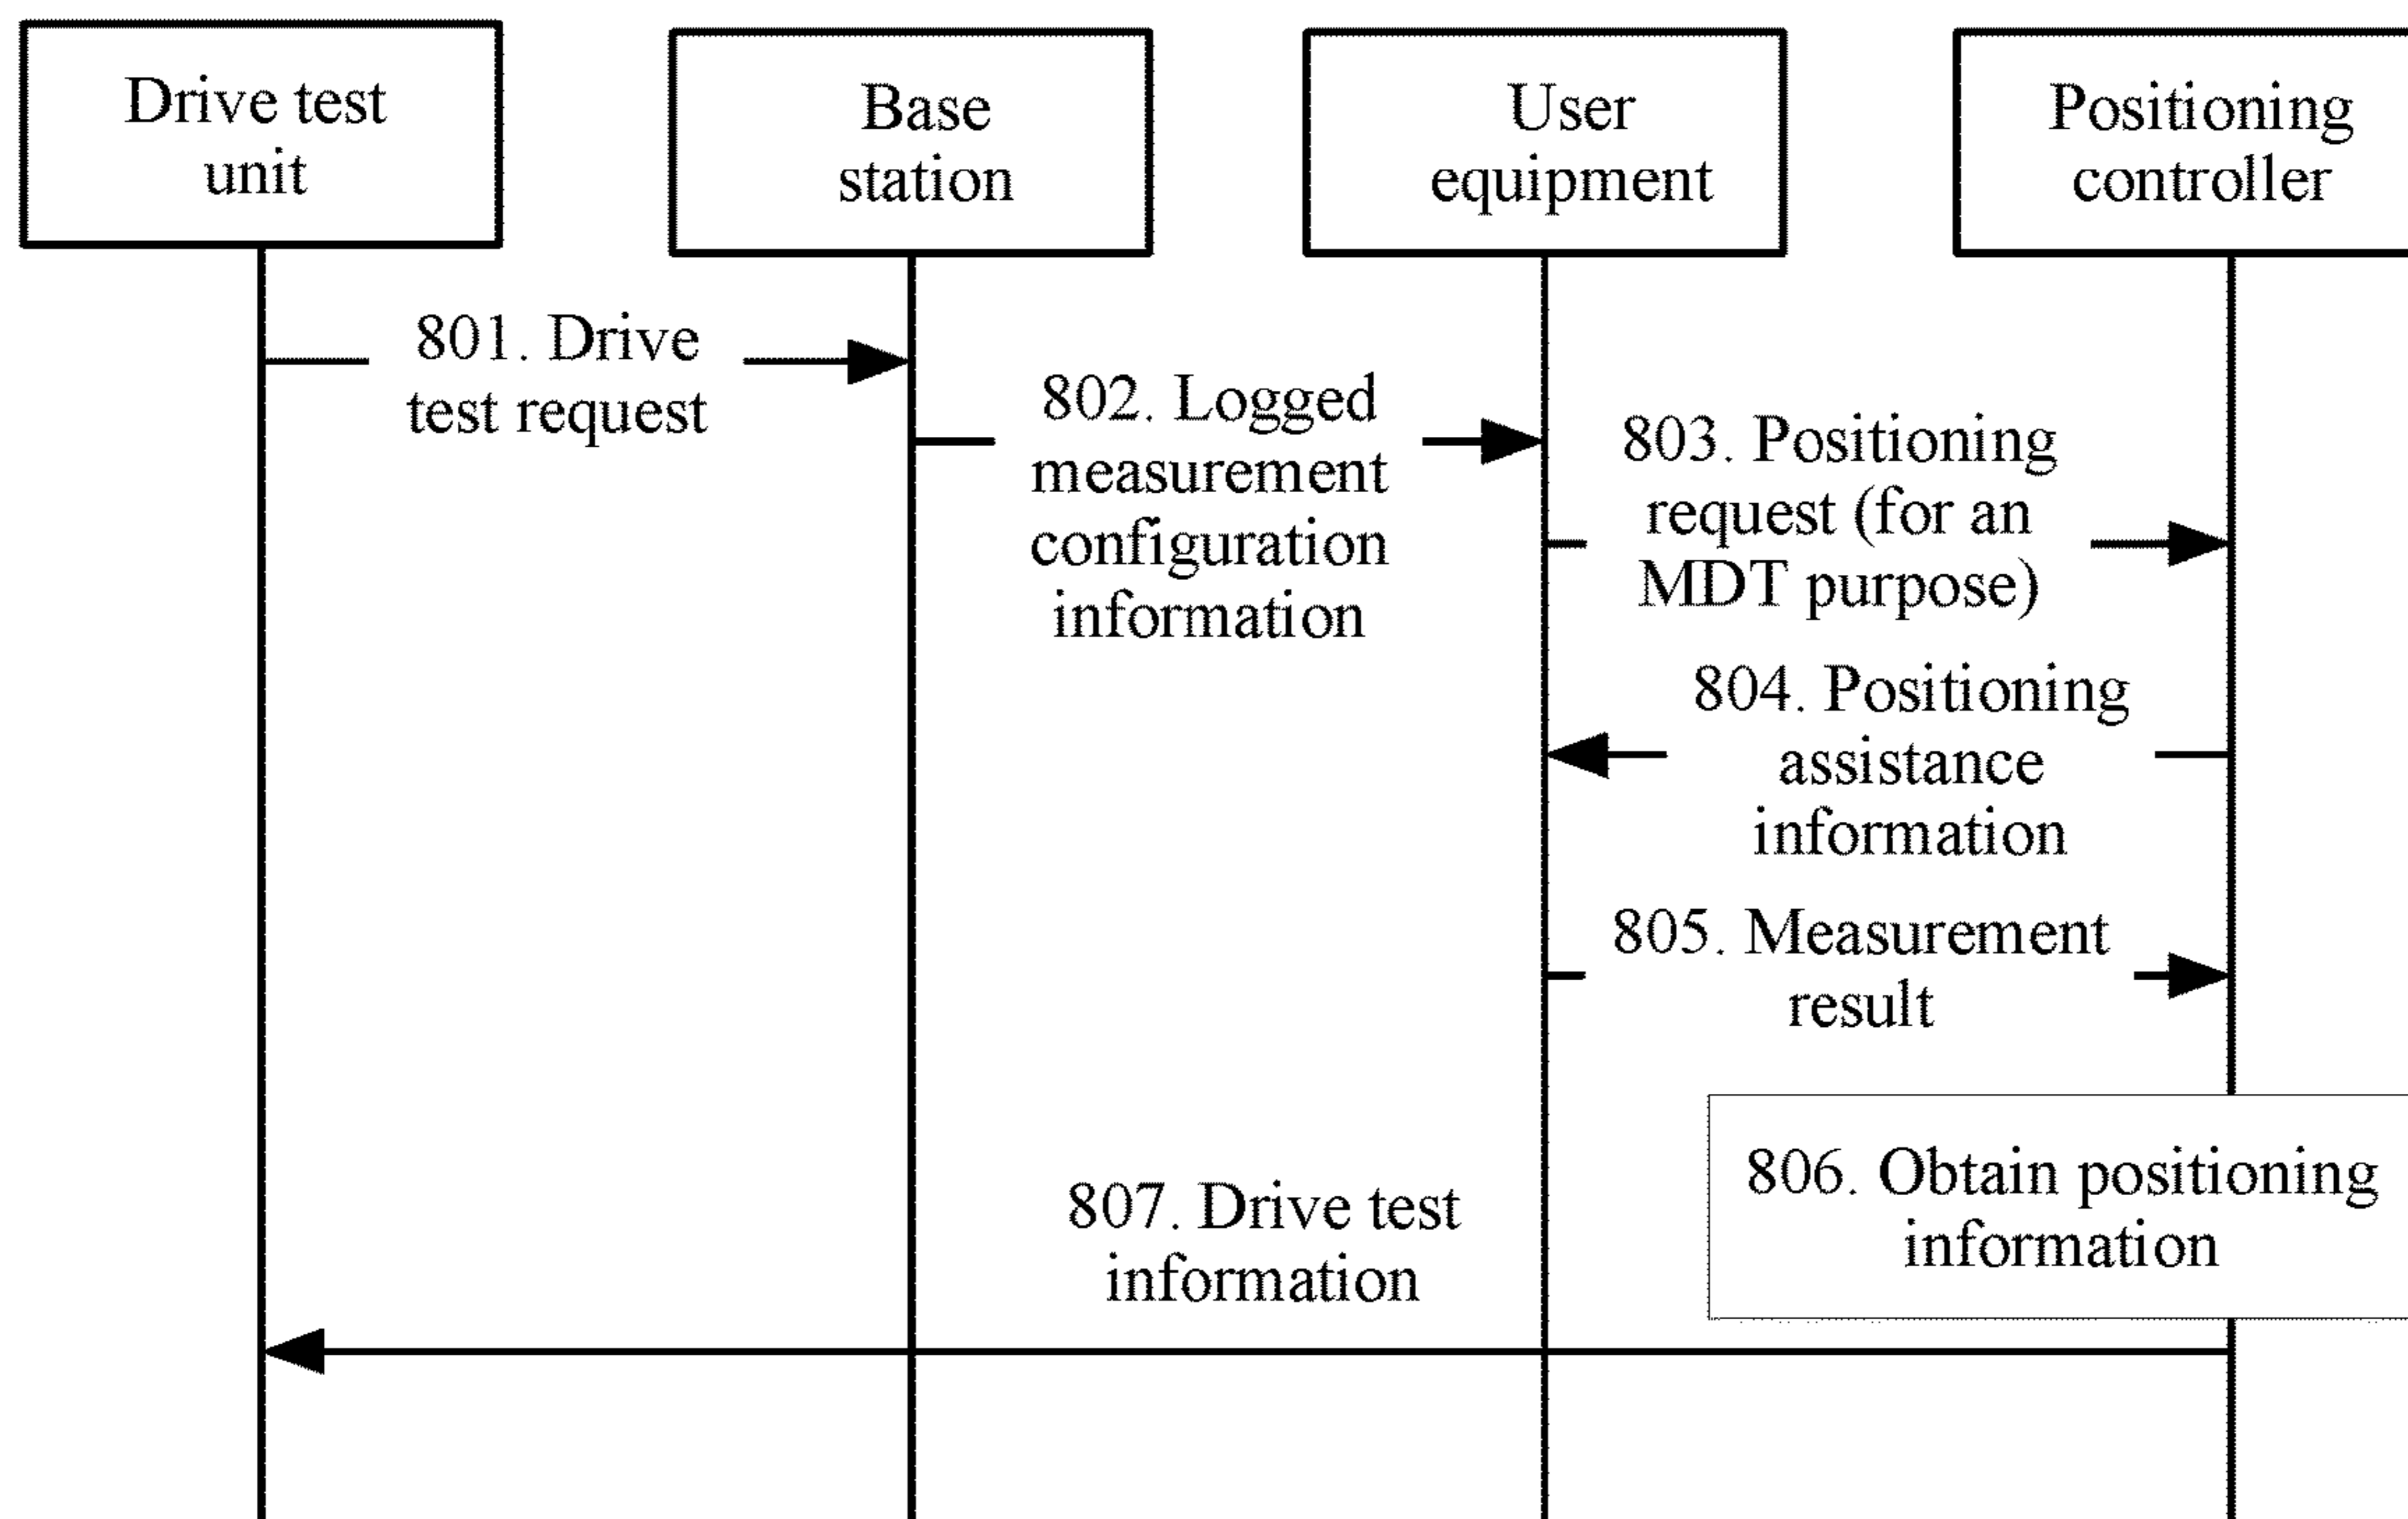 Drive test
unit
Base
station
User
equipment
Positioning
controller
801. Drive
test request
802. Logged
measurement
configuration
information
803. Positioning
request (for an
MDT purpose)
804. Positioning
assistance
information
805. Measurement
result
806. Obtain positioning
information
807. Drive test
information